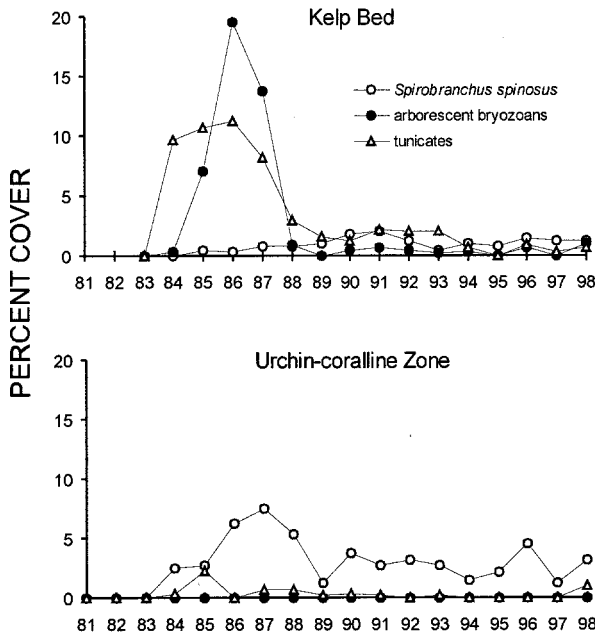 PERCENT COVER
Kelp Bed
20
15
10
5
0
Spirobranchus spinosus
arborescent bryozoans
tunicates
81 82 83 84 85 86 87 88 89 90 91 92 93 94 95 96 97 98
Urchin-coralline Zone
20
15
10
5
0
81 82 83 84 85 86 87 88 89 90 91 92 93 94 95 96 97 98